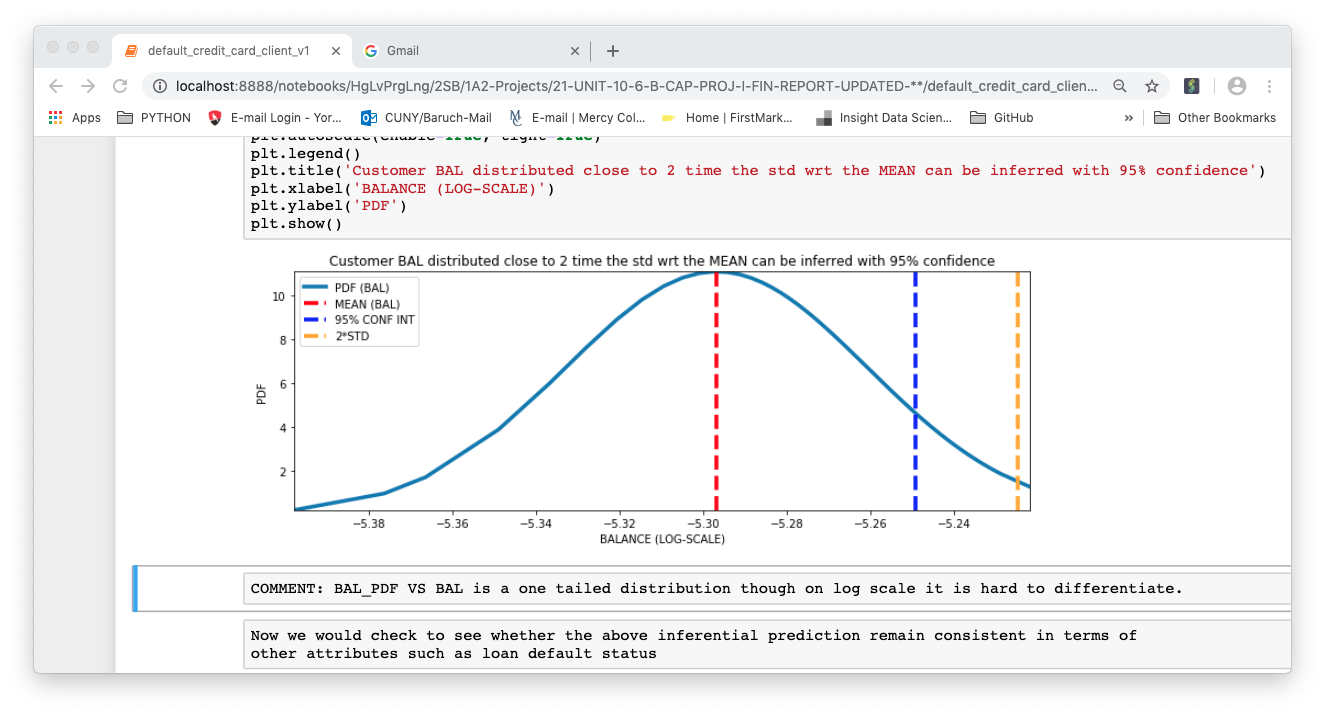 default_credit_card_client_v1
Gmail
localhost:8888/notebooks/HgLvPrgLng/2SB/1A2-Projects/21-UNIT-10-6-B-CAP-PROJ-I-FIN-REPORT-UPDATED-**/default_credit_card_clien...
Apps PYTHON E-mail Login - Yor... CUNY/Baruch-Mail E-mail | Mercy Col... Home | FirstMark... Insight Data Scien... GitHub » Other Bookmarks
plt.autoscale(enable=True, tight=True)
plt.legend()
plt.title('Customer BAL distributed close to 2 time the std wrt the MEAN can be inferred with 95% confidence')
plt.xlabel('BALANCE (LOG-SCALE)')
plt.ylabel('PDF')
plt.show()
Customer BAL distributed close to 2 time the std wrt the MEAN can be inferred with 95% confidence
PDF (BAL)
MEAN (BAL)
95% CONF INT
2*STD
10
8
6
4
2
PDF
−5.38 −5.36 −5.34 −5.32 −5.30 −5.28 −5.26 −5.24
BALANCE (LOG-SCALE)
COMMENT: BAL_PDF VS BAL is a one tailed distribution though on log scale it is hard to differentiate.
Now we would check to see whether the above inferential prediction remain consistent in terms of
other attributes such as loan default status